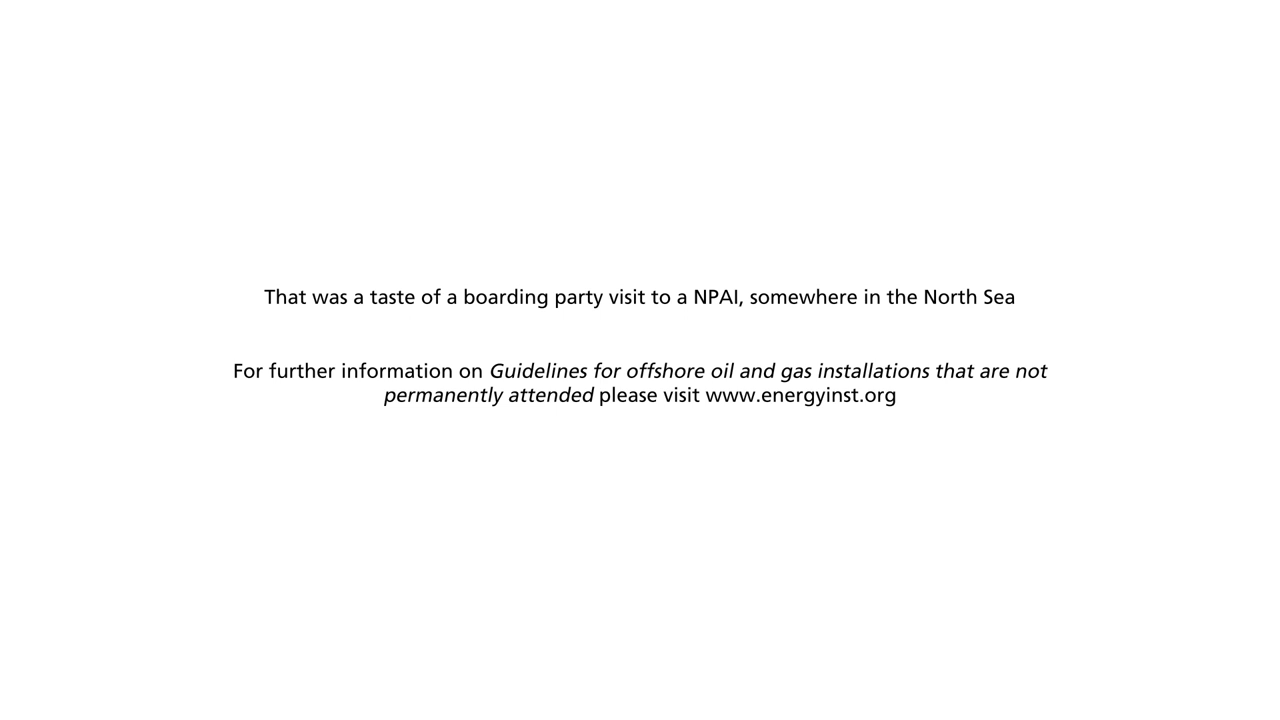 That was a taste of a boarding party visit to a NPAI, somewhere in the North Sea
For further information on Guidelines for offshore oil and gas installations that are not
permanently attended please visit www.energyinst.org